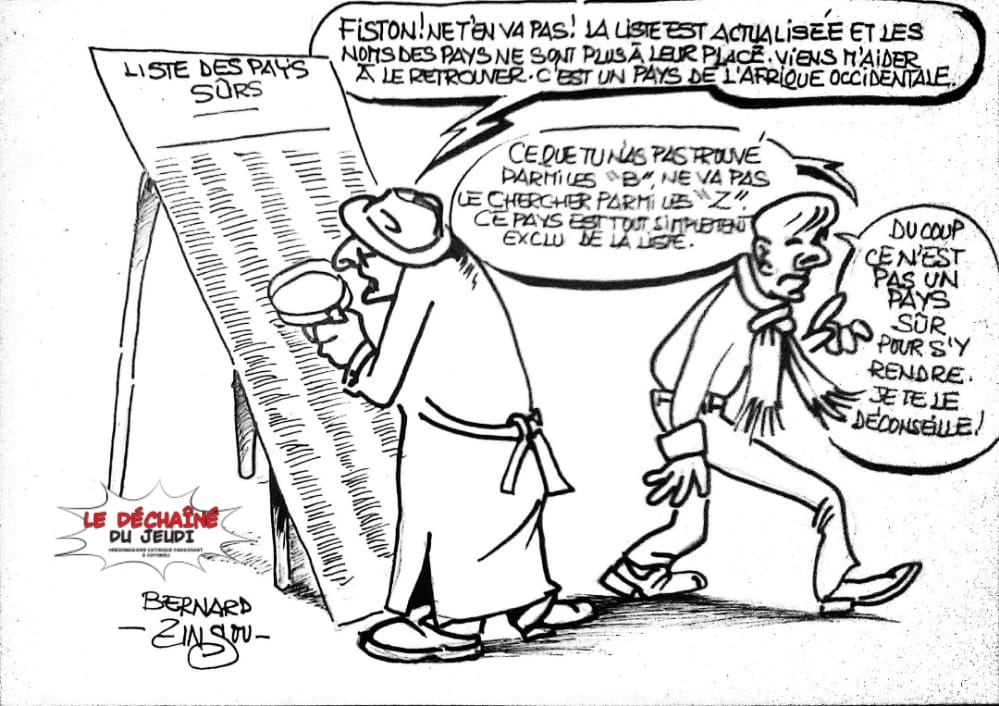 FISTON! NE T'EN VA PAS! LA LISTE EST ACTUALISÉE ET LES
NOMS DES PAYS NE SONT PLUS À LEUR PLACE. VIENS M'AIDER
À LE RETROUVER. C'EST UN PAYS DE L'AFRIQUE OCCIDENTALE.
LISTE DES PAYS
SÛRS
CE QUE TU N'AS PAS TROUVÉ
PARMI LES "B", NE VA PAS
LE CHERCHER PARMI LES "Z".
CE PAYS EST TOUT SIMPLEMENT
EXCLU DE LA LISTE.
DU COUP
CE N'EST
PAS UN
PAYS
SÛR
POUR S'Y
RENDRE.
JE TE LE
DÉCONSEILLE!
LE DÉCHAÎNÉ
DU JEUDI
HEBDOMADAIRE SATIRIQUE PARAISSANT
À COTONOU
BERNARD
-ZINSOU-